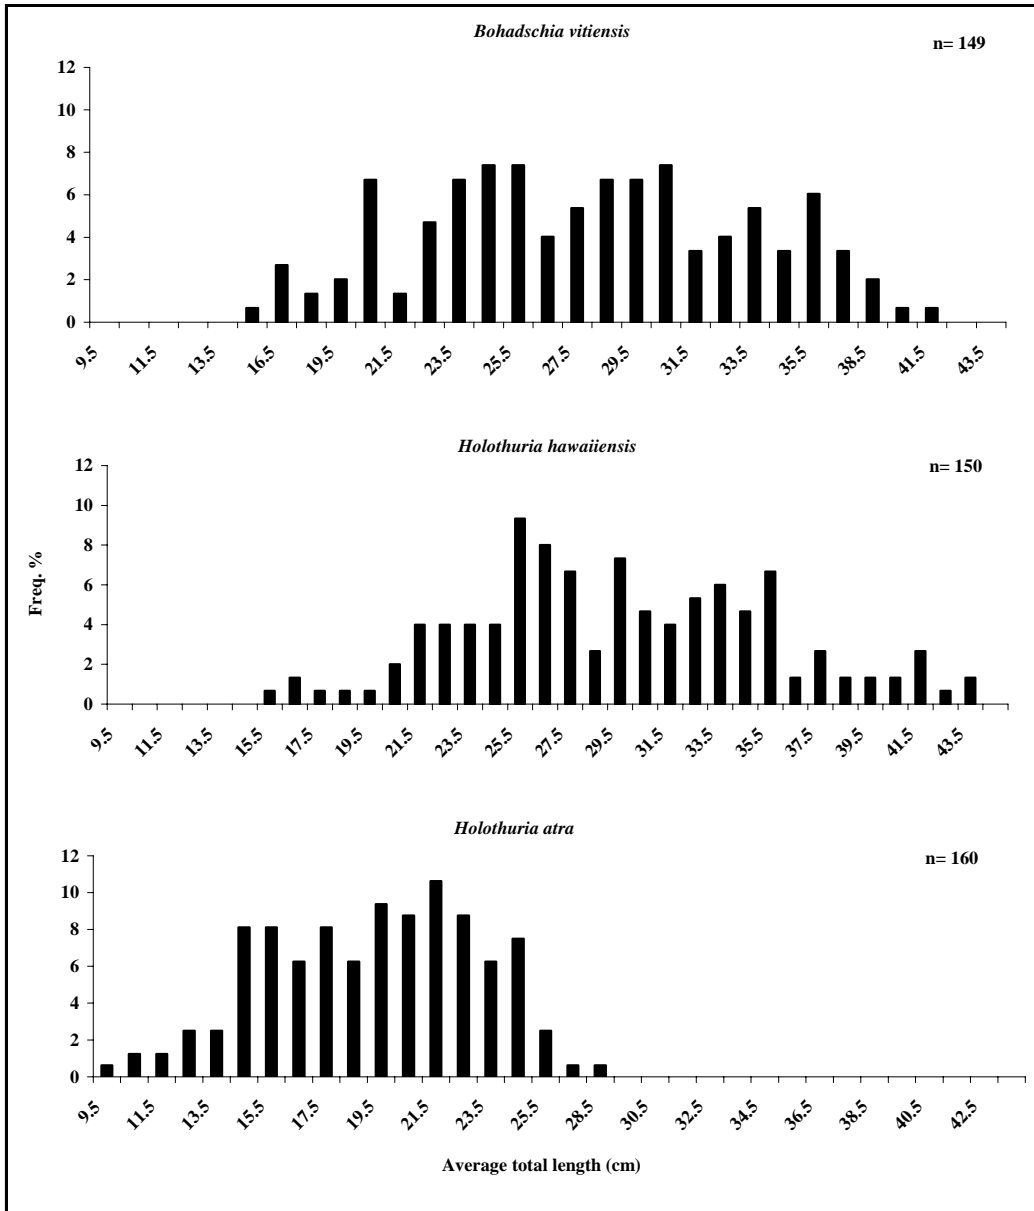 Bohadschia vitiensis
n= 149
12
10
8
6
4
2
0
9.5 11.5 13.5 16.5 19.5 21.5 23.5 25.5 27.5 29.5 31.5 33.5 35.5 38.5 41.5 43.5
Holothuria hawaiiensis
n= 150
12
10
8
6
4
2
0
Freq. %
9.5 11.5 13.5 15.5 17.5 19.5 21.5 23.5 25.5 27.5 29.5 31.5 33.5 35.5 37.5 39.5 41.5 43.5
Holothuria atra
n= 160
12
10
8
6
4
2
0
9.5 11.5 13.5 15.5 17.5 19.5 21.5 23.5 25.5 28.5 30.5 32.5 34.5 36.5 38.5 40.5 42.5
Average total length (cm)